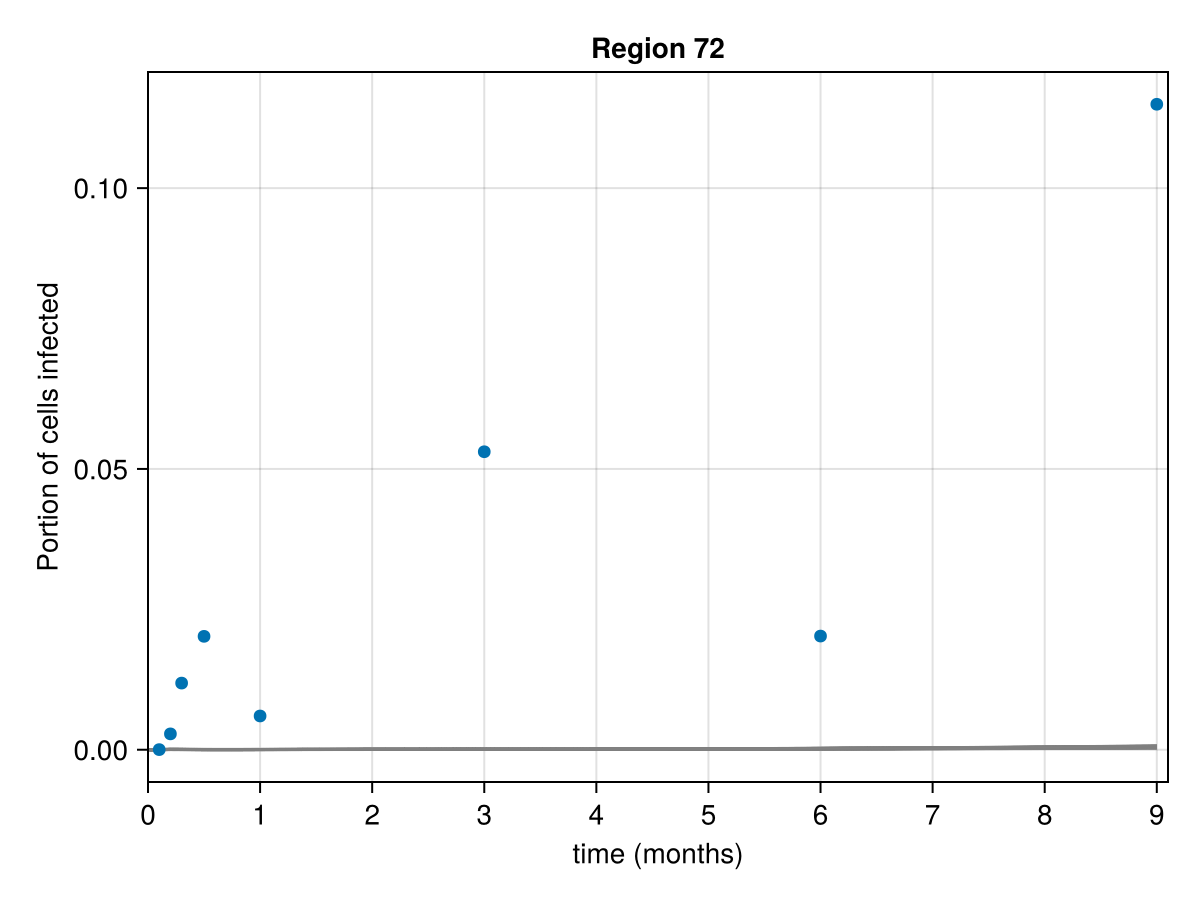 Region 72
Portion of cells infected
0.10
0.05
0.00
0 1 2 3 4 5 6 7 8 9
time (months)